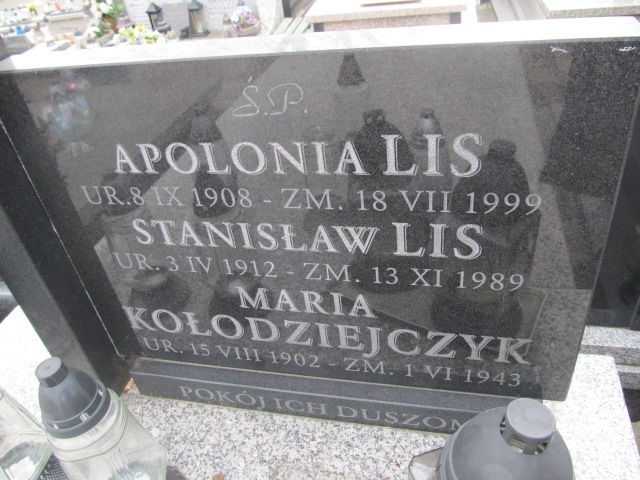 Ś.P.
APOLONIA LIS
UR. 8 IX 1908 - ZM. 18 VII 1999
STANISŁAW LIS
UR. 3 IV 1912 - ZM. 13 XI 1989
MARIA
KOŁODZIEJCZYK
UR. 15 VIII 1902 - ZM. 1 VI 1943
POKÓJ ICH DUSZOM